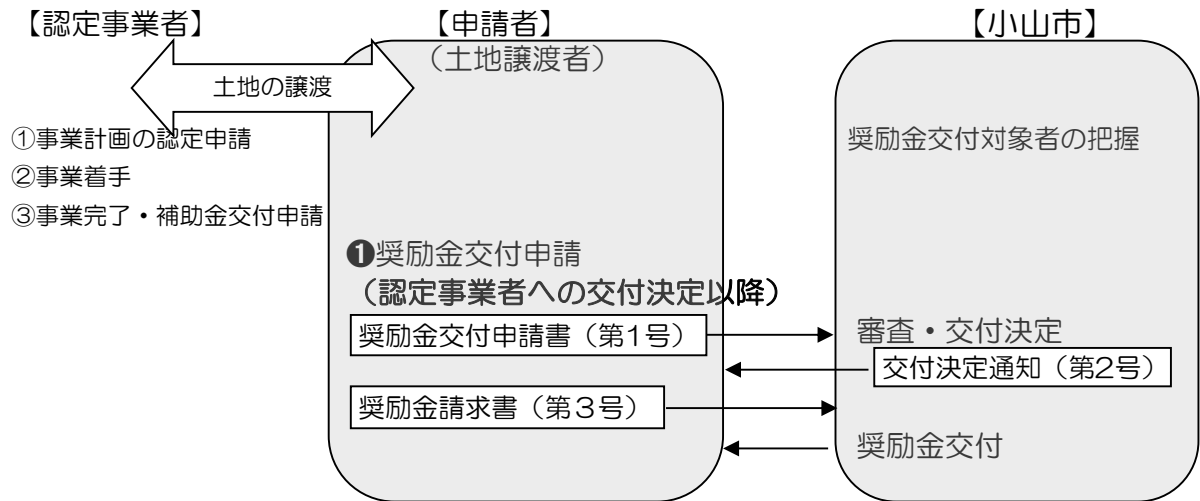 【認定事業者】
【申請者】
【小山市】
（土地譲渡者）
土地の譲渡
①事業計画の認定申請
②事業着手
③事業完了・補助金交付申請
奨励金交付対象者の把握
❶奨励金交付申請
（認定事業者への交付決定以降）
奨励金交付申請書（第1号）
審査・交付決定
交付決定通知（第2号）
奨励金請求書（第３号）
奨励金交付